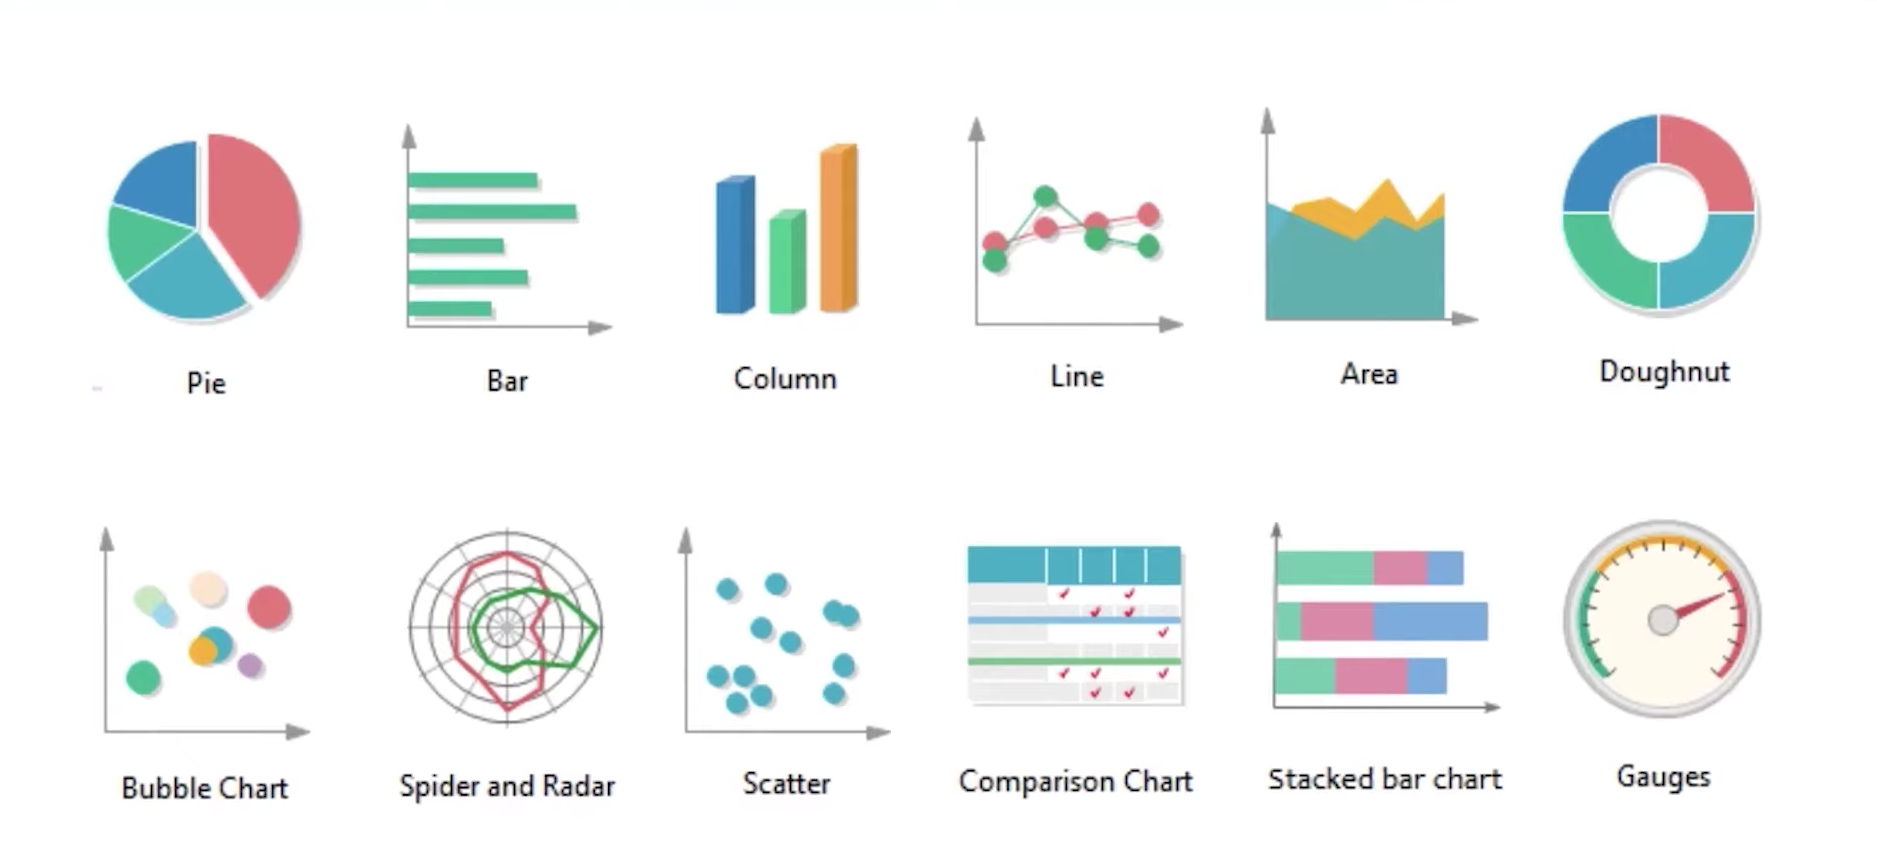 Pie
Bar
Column
Line
Area
Doughnut
Bubble Chart
Spider and Radar
Scatter
Comparison Chart
Stacked bar chart
Gauges